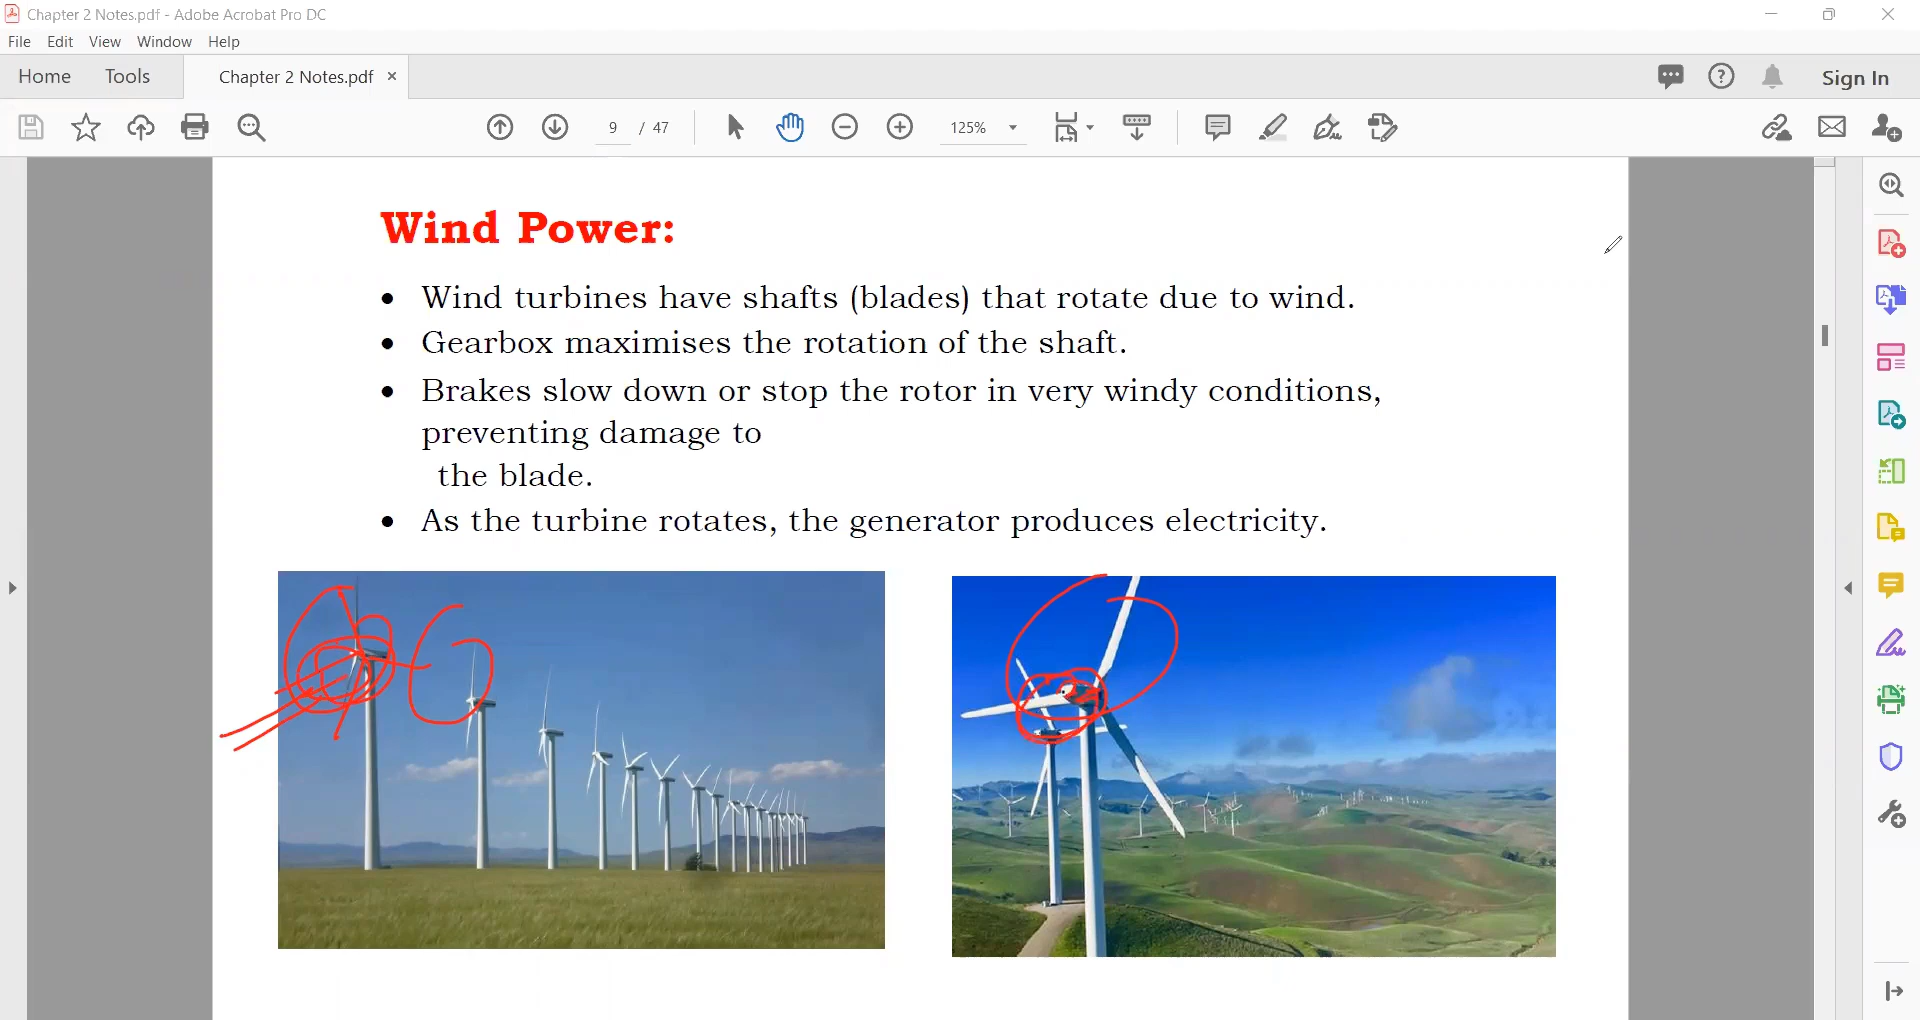 Chapter 2 Notes.pdf - Adobe Acrobat Pro DC
File Edit View Window Help
Home Tools Chapter 2 Notes.pdf × Sign In
9 / 47 125%
Wind Power:
• Wind turbines have shafts (blades) that rotate due to wind.
• Gearbox maximises the rotation of the shaft.
• Brakes slow down or stop the rotor in very windy conditions,
preventing damage to
the blade.
• As the turbine rotates, the generator produces electricity.